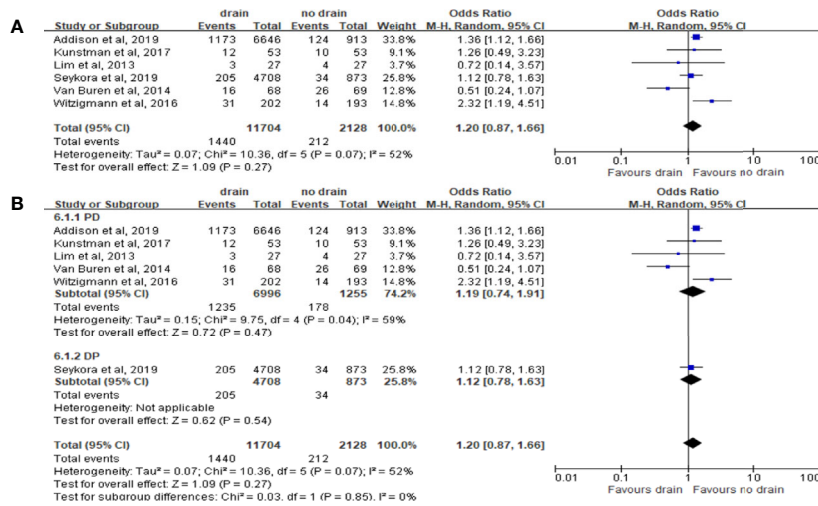 A
drain no drain Odds Ratio Odds Ratio
Study or Subgroup Events Total Events Total Weight M-H, Random, 95% CI M-H, Random, 95% CI
Addison et al, 2019 1173 6646 124 913 33.8% 1.36 [1.12, 1.66]
Kunstman et al, 2017 12 53 10 53 9.1% 1.26 [0.49, 3.23]
Lim et al, 2013 3 27 4 27 3.7% 0.72 [0.14, 3.57]
Seykora et al, 2019 205 4708 34 873 25.8% 1.12 [0.78, 1.63]
Van Buren et al, 2014 16 68 26 69 12.8% 0.51 [0.24, 1.07]
Witzigmann et al, 2016 31 202 14 193 14.8% 2.32 [1.19, 4.51]
Total (95% CI) 11704 2128 100.0% 1.20 [0.87, 1.66]
Total events 1440 212
Heterogeneity: Tau² = 0.07; Chi² = 10.36, df = 5 (P = 0.07); I² = 52%
Test for overall effect: Z = 1.09 (P = 0.27)
0.01 0.1 1 10 100
Favours drain Favours no drain
B
drain no drain Odds Ratio Odds Ratio
Study or Subgroup Events Total Events Total Weight M-H, Random, 95% CI M-H, Random, 95% CI
6.1.1 PD
Addison et al, 2019 1173 6646 124 913 33.8% 1.36 [1.12, 1.66]
Kunstman et al, 2017 12 53 10 53 9.1% 1.26 [0.49, 3.23]
Lim et al, 2013 3 27 4 27 3.7% 0.72 [0.14, 3.57]
Van Buren et al, 2014 16 68 26 69 12.8% 0.51 [0.24, 1.07]
Witzigmann et al, 2016 31 202 14 193 14.8% 2.32 [1.19, 4.51]
Subtotal (95% CI) 6996 1255 74.2% 1.19 [0.74, 1.91]
Total events 1235 178
Heterogeneity: Tau² = 0.15; Chi² = 9.75, df = 4 (P = 0.04); I² = 59%
Test for overall effect: Z = 0.72 (P = 0.47)
6.1.2 DP
Seykora et al, 2019 205 4708 34 873 25.8% 1.12 [0.78, 1.63]
Subtotal (95% CI) 4708 873 25.8% 1.12 [0.78, 1.63]
Total events 205 34
Heterogeneity: Not applicable
Test for overall effect: Z = 0.62 (P = 0.54)
Total (95% CI) 11704 2128 100.0% 1.20 [0.87, 1.66]
Total events 1440 212
Heterogeneity: Tau² = 0.07; Chi² = 10.36, df = 5 (P = 0.07); I² = 52%
Test for overall effect: Z = 1.09 (P = 0.27)
Test for subgroup differences: Chi² = 0.03, df = 1 (P = 0.85), I² = 0%
0.01 0.1 1 10 100
Favours drain Favours no drain